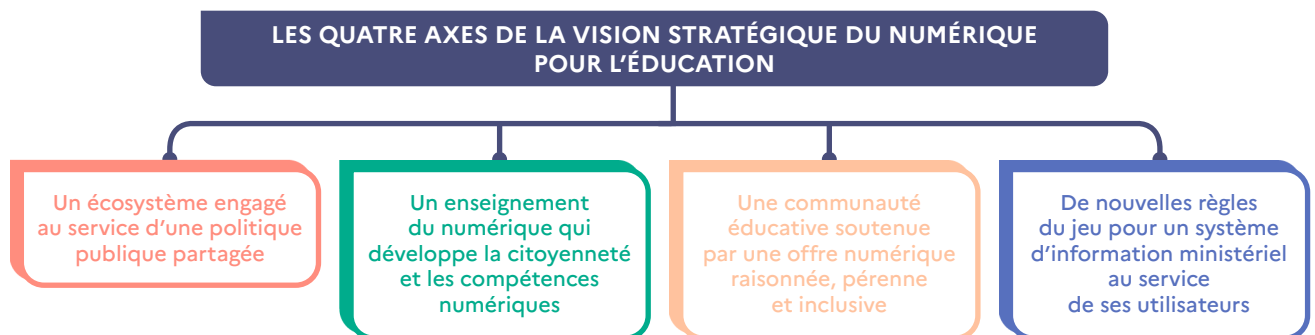 LES QUATRE AXES DE LA VISION STRATÉGIQUE DU NUMÉRIQUE
POUR L'ÉDUCATION
Un écosystème engagé
au service d'une politique
publique partagée
Un enseignement
du numérique qui
développe la citoyenneté
et les compétences
numériques
Une communauté
éducative soutenue
par une offre numérique
raisonnée, pérenne
et inclusive
De nouvelles règles
du jeu pour un système
d'information ministériel
au service
de ses utilisateurs